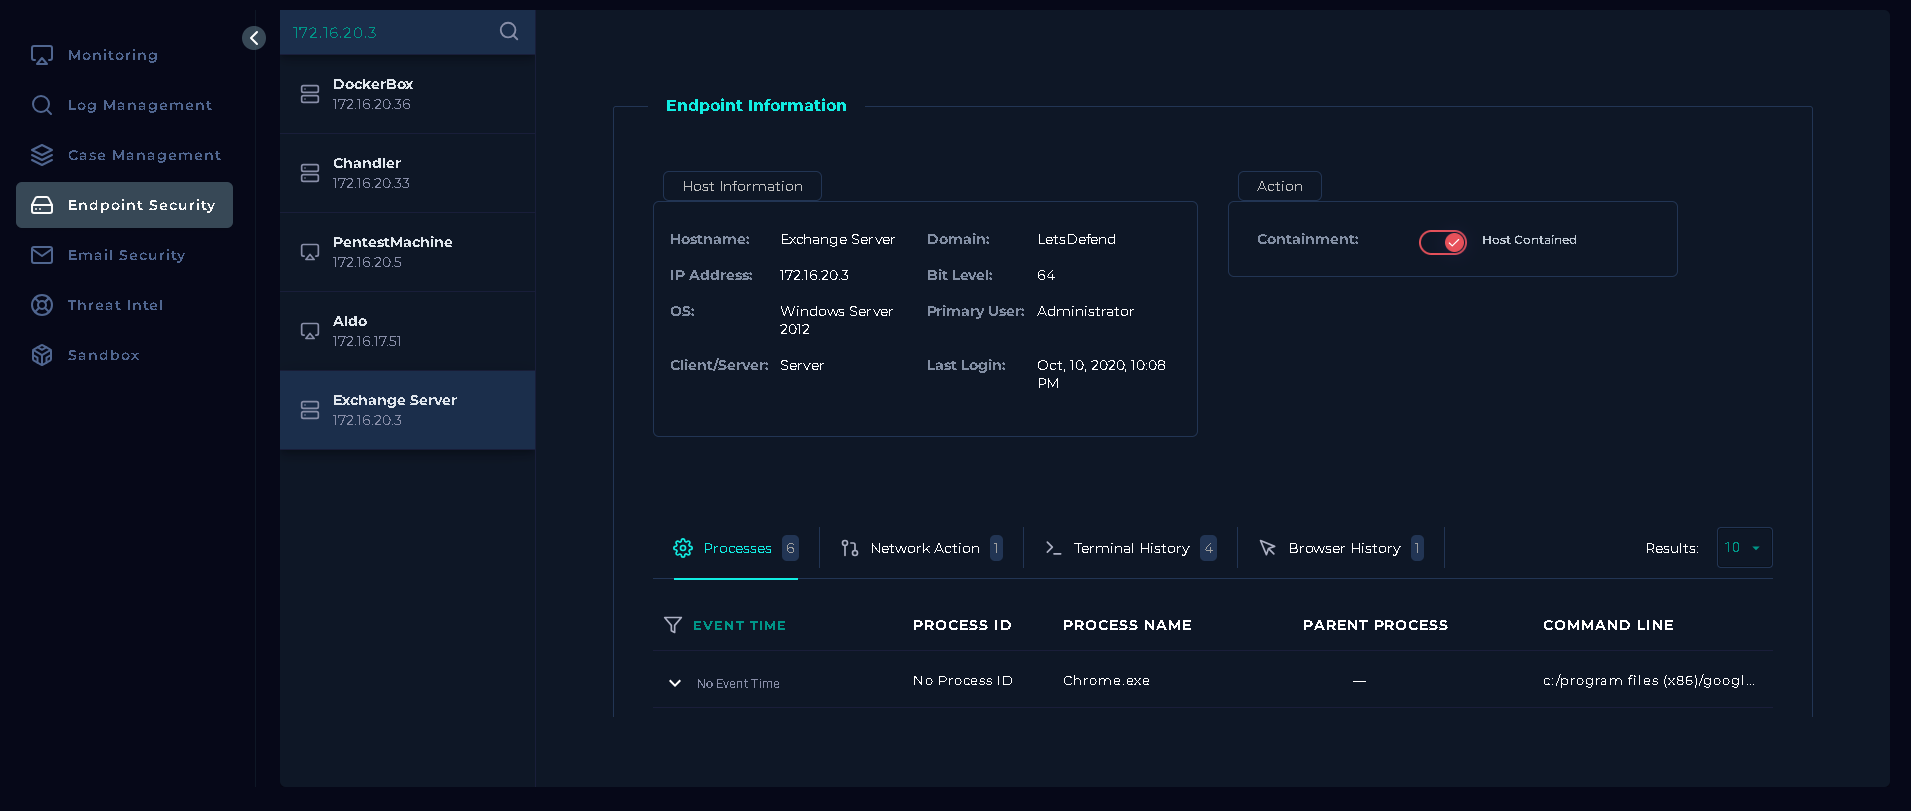 Monitoring
Log Management
Case Management
Endpoint Security
Email Security
Threat Intel
Sandbox
172.16.20.3
DockerBox
172.16.20.36
Chandler
172.16.20.33
PentestMachine
172.16.20.5
Aldo
172.16.17.51
Exchange Server
172.16.20.3
Endpoint Information
Host Information
Hostname: Exchange Server Domain: LetsDefend
IP Address: 172.16.20.3 Bit Level: 64
OS: Windows Server 2012 Primary User: Administrator
Client/Server: Server Last Login: Oct, 10, 2020, 10:08 PM
Action
Containment: Host Contained
Processes 6 Network Action 1 Terminal History 4 Browser History 1 Results: 10
EVENT TIME PROCESS ID PROCESS NAME PARENT PROCESS COMMAND LINE
No Event Time No Process ID Chrome.exe — c:/program files (x86)/googl...